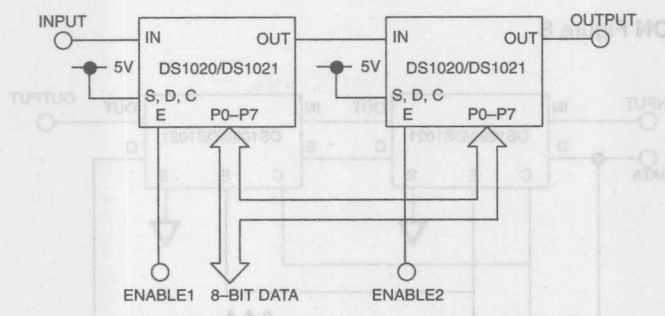 INPUT
OUTPUT
IN OUT
IN OUT
5V
5V
DS1020/DS1021
DS1020/DS1021
S, D, C
S, D, C
E P0–P7
E P0–P7
ENABLE1 8–BIT DATA ENABLE2